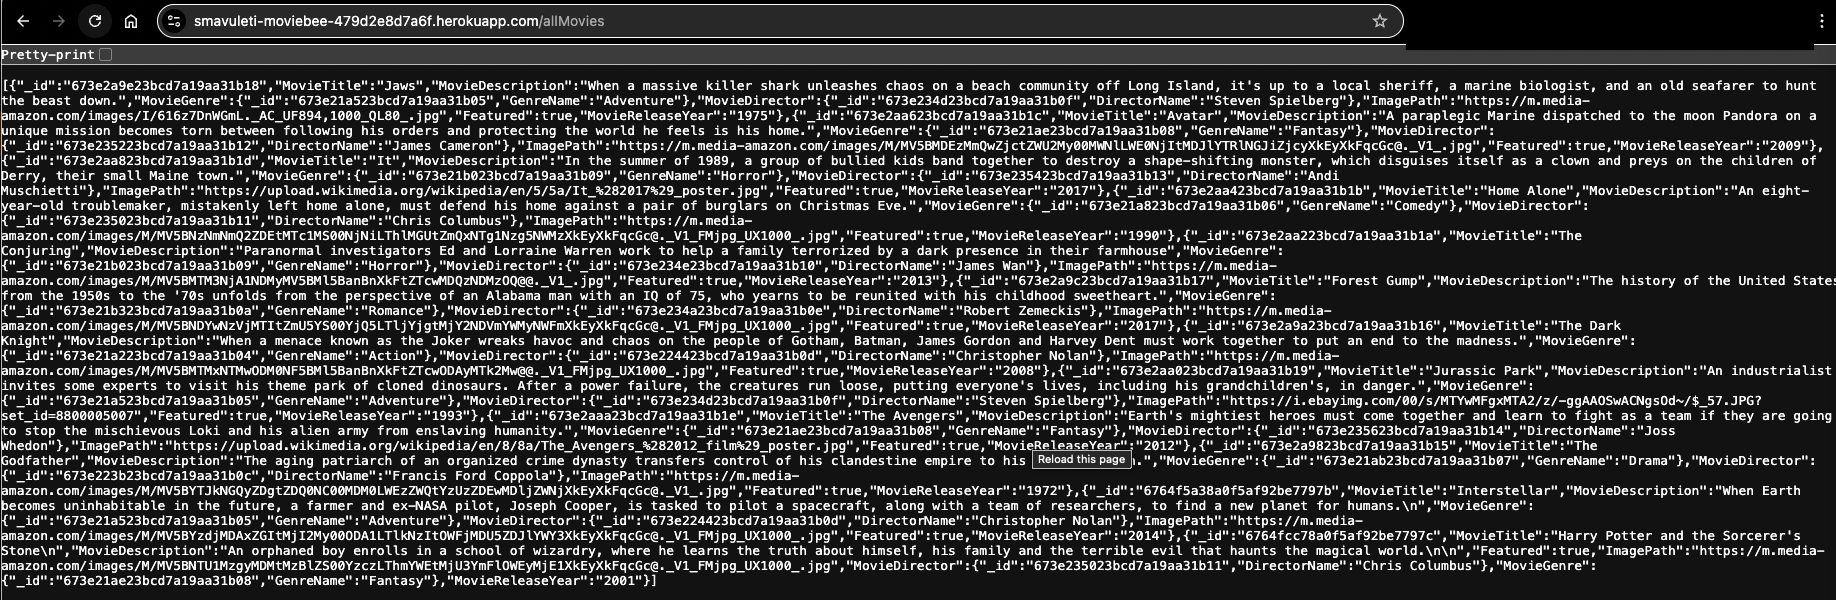 smavuleti-moviebee-479d2e8d7a6f.herokuapp.com/allMovies
Pretty-print
[{"_id":"673e2a9e23bcd7a19aa31b18","MovieTitle":"Jaws","MovieDescription":"When a massive killer shark unleashes chaos on a beach community off Long Island, it's up to a local sheriff, a marine biologist, and an old seafarer to hunt
the beast down.","MovieGenre":{"_id":"673e21a523bcd7a19aa31b05","GenreName":"Adventure"},"MovieDirector":{"_id":"673e234d23bcd7a19aa31b0f","DirectorName":"Steven Spielberg"},"ImagePath":"https://m.media-
amazon.com/images/I/616z7DnWGmL._AC_UF894,1000_QL80_.jpg","Featured":true,"MovieReleaseYear":"1975"},{"_id":"673e2aa623bcd7a19aa31b1c","MovieTitle":"Avatar","MovieDescription":"A paraplegic Marine dispatched to the moon Pandora on a
unique mission becomes torn between following his orders and protecting the world he feels is his home.","MovieGenre":{"_id":"673e21ae23bcd7a19aa31b08","GenreName":"Fantasy"},"MovieDirector":
{"_id":"673e235223bcd7a19aa31b12","DirectorName":"James Cameron"},"ImagePath":"https://m.media-amazon.com/images/M/MV5BMDEzMmQwZjctZWU2My00MWNlLWE0NjItMDJlYTRlNGJiZjcyXkEyXkFqcGc@._V1_.jpg","Featured":true,"MovieReleaseYear":"2009"},
{"_id":"673e2aa823bcd7a19aa31b1d","MovieTitle":"It","MovieDescription":"In the summer of 1989, a group of bullied kids band together to destroy a shape-shifting monster, which disguises itself as a clown and preys on the children of
Derry, their small Maine town.","MovieGenre":{"_id":"673e21b023bcd7a19aa31b09","GenreName":"Horror"},"MovieDirector":{"_id":"673e235423bcd7a19aa31b13","DirectorName":"Andi
Muschietti"},"ImagePath":"https://upload.wikimedia.org/wikipedia/en/5/5a/It_%282017%29_poster.jpg","Featured":true,"MovieReleaseYear":"2017"},{"_id":"673e2aa423bcd7a19aa31b1b","MovieTitle":"Home Alone","MovieDescription":"An eight-
year-old troublemaker, mistakenly left home alone, must defend his home against a pair of burglars on Christmas Eve.","MovieGenre":{"_id":"673e21a823bcd7a19aa31b06","GenreName":"Comedy"},"MovieDirector":
{"_id":"673e235023bcd7a19aa31b11","DirectorName":"Chris Columbus"},"ImagePath":"https://m.media-
amazon.com/images/M/MV5BNzNmNmQ2ZDEtMTc1MS00NjNiLThlMGUtZmQxNTg1Nzg5NWMzXkEyXkFqcGc@._V1_FMjpg_UX1000_.jpg","Featured":true,"MovieReleaseYear":"1990"},{"_id":"673e2aa223bcd7a19aa31b1a","MovieTitle":"The
Conjuring","MovieDescription":"Paranormal investigators Ed and Lorraine Warren work to help a family terrorized by a dark presence in their farmhouse","MovieGenre":
{"_id":"673e21b023bcd7a19aa31b09","GenreName":"Horror"},"MovieDirector":{"_id":"673e234e23bcd7a19aa31b10","DirectorName":"James Wan"},"ImagePath":"https://m.media-
amazon.com/images/M/MV5BMTM3NjA1NDMyMV5BMl5BanBnXkFtZTcwMDQzNDMzOQ@@._V1_.jpg","Featured":true,"MovieReleaseYear":"2013"},{"_id":"673e2a9c23bcd7a19aa31b17","MovieTitle":"Forest Gump","MovieDescription":"The history of the United States
from the 1950s to the '70s unfolds from the perspective of an Alabama man with an IQ of 75, who yearns to be reunited with his childhood sweetheart.","MovieGenre":
{"_id":"673e21b323bcd7a19aa31b0a","GenreName":"Romance"},"MovieDirector":{"_id":"673e234a23bcd7a19aa31b0e","DirectorName":"Robert Zemeckis"},"ImagePath":"https://m.media-
amazon.com/images/M/MV5BNDYwNzVjMTItZmU5YS00YjQ5LTljYjgtMjY2NDVmYWMyNWFmXkEyXkFqcGc@._V1_FMjpg_UX1000_.jpg","Featured":true,"MovieReleaseYear":"2017"},{"_id":"673e2a9a23bcd7a19aa31b16","MovieTitle":"The Dark
Knight","MovieDescription":"When a menace known as the Joker wreaks havoc and chaos on the people of Gotham, Batman, James Gordon and Harvey Dent must work together to put an end to the madness.","MovieGenre":
{"_id":"673e21a223bcd7a19aa31b04","GenreName":"Action"},"MovieDirector":{"_id":"673e224423bcd7a19aa31b0d","DirectorName":"Christopher Nolan"},"ImagePath":"https://m.media-
amazon.com/images/M/MV5BMTMxNTMwODM0NF5BMl5BanBnXkFtZTcwODAyMTk2Mw@@._V1_FMjpg_UX1000_.jpg","Featured":true,"MovieReleaseYear":"2008"},{"_id":"673e2aa023bcd7a19aa31b19","MovieTitle":"Jurassic Park","MovieDescription":"An industrialist
invites some experts to visit his theme park of cloned dinosaurs. After a power failure, the creatures run loose, putting everyone's lives, including his grandchildren's, in danger.","MovieGenre":
{"_id":"673e21a523bcd7a19aa31b05","GenreName":"Adventure"},"MovieDirector":{"_id":"673e234d23bcd7a19aa31b0f","DirectorName":"Steven Spielberg"},"ImagePath":"https://i.ebayimg.com/00/s/MTYwMFgxMTA2/z/-ggAAOSwACNgsOd~/$_57.JPG?
set_id=8800005007","Featured":true,"MovieReleaseYear":"1993"},{"_id":"673e2aaa23bcd7a19aa31b1e","MovieTitle":"The Avengers","MovieDescription":"Earth's mightiest heroes must come together and learn to fight as a team if they are going
to stop the mischievous Loki and his alien army from enslaving humanity.","MovieGenre":{"_id":"673e21ae23bcd7a19aa31b08","GenreName":"Fantasy"},"MovieDirector":{"_id":"673e235623bcd7a19aa31b14","DirectorName":"Joss
Whedon"},"ImagePath":"https://upload.wikimedia.org/wikipedia/en/8/8a/The_Avengers_%282012_film%29_poster.jpg","Featured":true,"MovieReleaseYear":"2012"},{"_id":"673e2a9823bcd7a19aa31b15","MovieTitle":"The
Godfather","MovieDescription":"The aging patriarch of an organized crime dynasty transfers control of his clandestine empire to his .","MovieGenre":{"_id":"673e21ab23bcd7a19aa31b07","GenreName":"Drama"},"MovieDirector":
Reload this page
{"_id":"673e223b23bcd7a19aa31b0c","DirectorName":"Francis Ford Coppola"},"ImagePath":"https://m.media-
amazon.com/images/M/MV5BYTJkNGQyZDgtZDQ0NC00MDM0LWEzZWQtYzUzZDEwMDljZWNjXkEyXkFqcGc@._V1_.jpg","Featured":true,"MovieReleaseYear":"1972"},{"_id":"6764f5a38a0f5af92be7797b","MovieTitle":"Interstellar","MovieDescription":"When Earth
becomes uninhabitable in the future, a farmer and ex-NASA pilot, Joseph Cooper, is tasked to pilot a spacecraft, along with a team of researchers, to find a new planet for humans.\n","MovieGenre":
{"_id":"673e21a523bcd7a19aa31b05","GenreName":"Adventure"},"MovieDirector":{"_id":"673e224423bcd7a19aa31b0d","DirectorName":"Christopher Nolan"},"ImagePath":"https://m.media-
amazon.com/images/M/MV5BYzdjMDAxZGItMjI2My00ODA1LTlkNzItOWFjMDU5ZDJlYWY3XkEyXkFqcGc@._V1_FMjpg_UX1000_.jpg","Featured":true,"MovieReleaseYear":"2014"},{"_id":"6764fcc78a0f5af92be7797c","MovieTitle":"Harry Potter and the Sorcerer's
Stone\n","MovieDescription":"An orphaned boy enrolls in a school of wizardry, where he learns the truth about himself, his family and the terrible evil that haunts the magical world.\n\n","Featured":true,"ImagePath":"https://m.media-
amazon.com/images/M/MV5BNTU1MzgyMDMtMzBlZS00YzczLThmYWEtMjU3YmFlOWEyMjE1XkEyXkFqcGc@._V1_FMjpg_UX1000_.jpg","MovieDirector":{"_id":"673e235023bcd7a19aa31b11","DirectorName":"Chris Columbus"},"MovieGenre":
{"_id":"673e21ae23bcd7a19aa31b08","GenreName":"Fantasy"},"MovieReleaseYear":"2001"}]